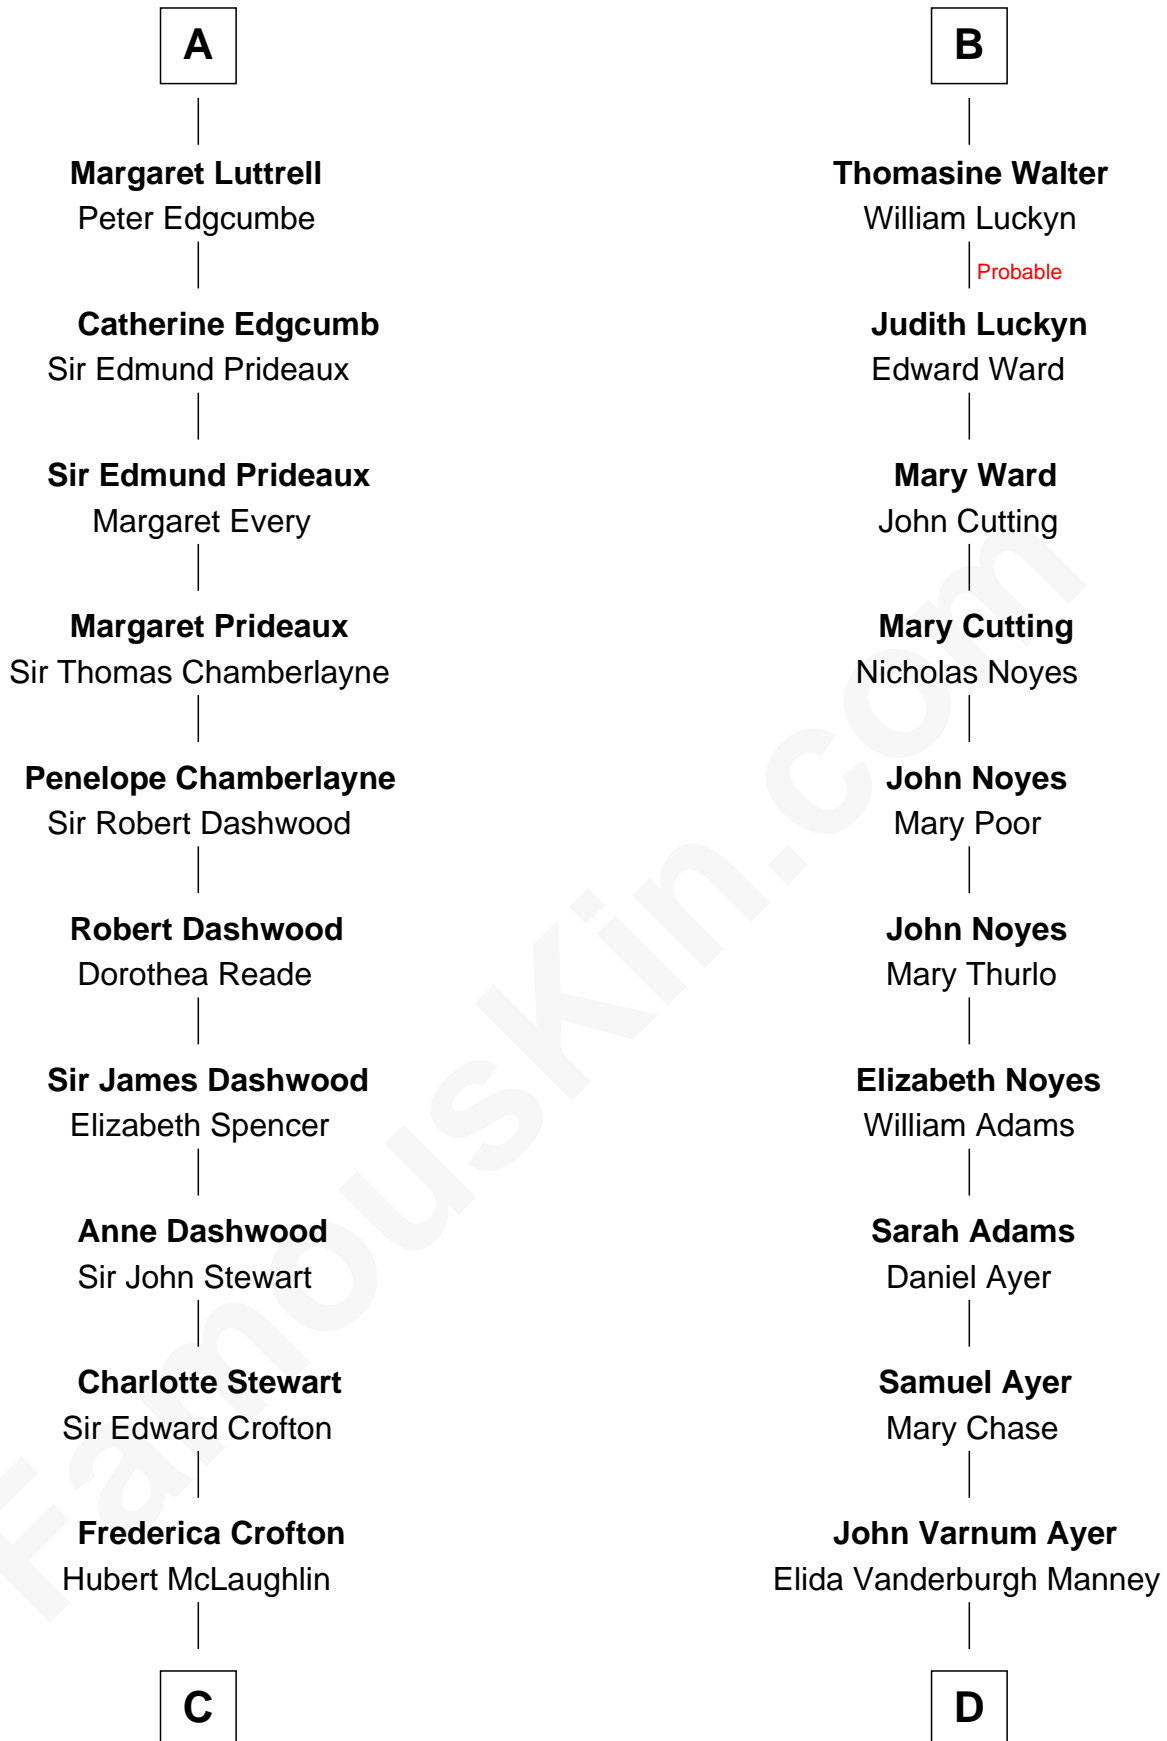 A
Margaret Luttrell
Peter Edgcumbe
Catherine Edgcumb
Sir Edmund Prideaux
Sir Edmund Prideaux
Margaret Every
Margaret Prideaux
Sir Thomas Chamberlayne
Penelope Chamberlayne
Sir Robert Dashwood
Robert Dashwood
Dorothea Reade
Sir James Dashwood
Elizabeth Spencer
Anne Dashwood
Sir John Stewart
Charlotte Stewart
Sir Edward Crofton
Frederica Crofton
Hubert McLaughlin
C
B
Thomasine Walter
William Luckyn
Probable
Judith Luckyn
Edward Ward
Mary Ward
John Cutting
Mary Cutting
Nicholas Noyes
John Noyes
Mary Poor
John Noyes
Mary Thurlo
Elizabeth Noyes
William Adams
Sarah Adams
Daniel Ayer
Samuel Ayer
Mary Chase
John Varnum Ayer
Elida Vanderburgh Manney
D
FamousKin.com